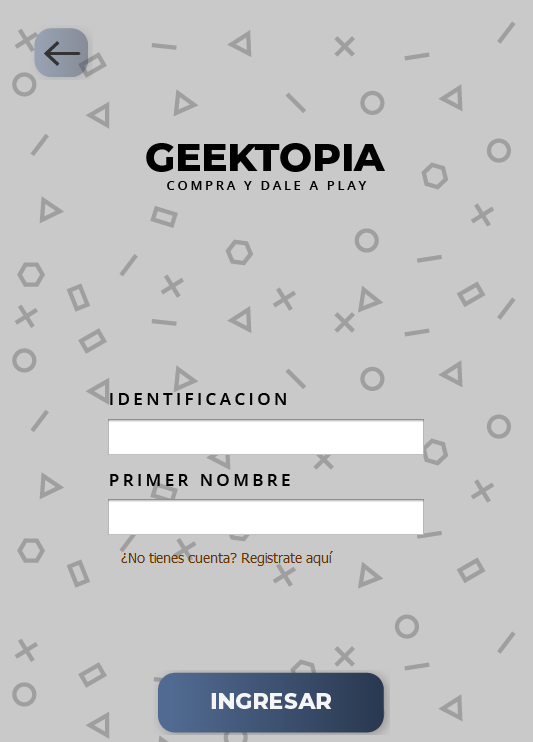 GEEKTOPIA
COMPRA Y DALE A PLAY
IDENTIFICACION
PRIMER NOMBRE
¿No tienes cuenta? Registrate aquí
INGRESAR